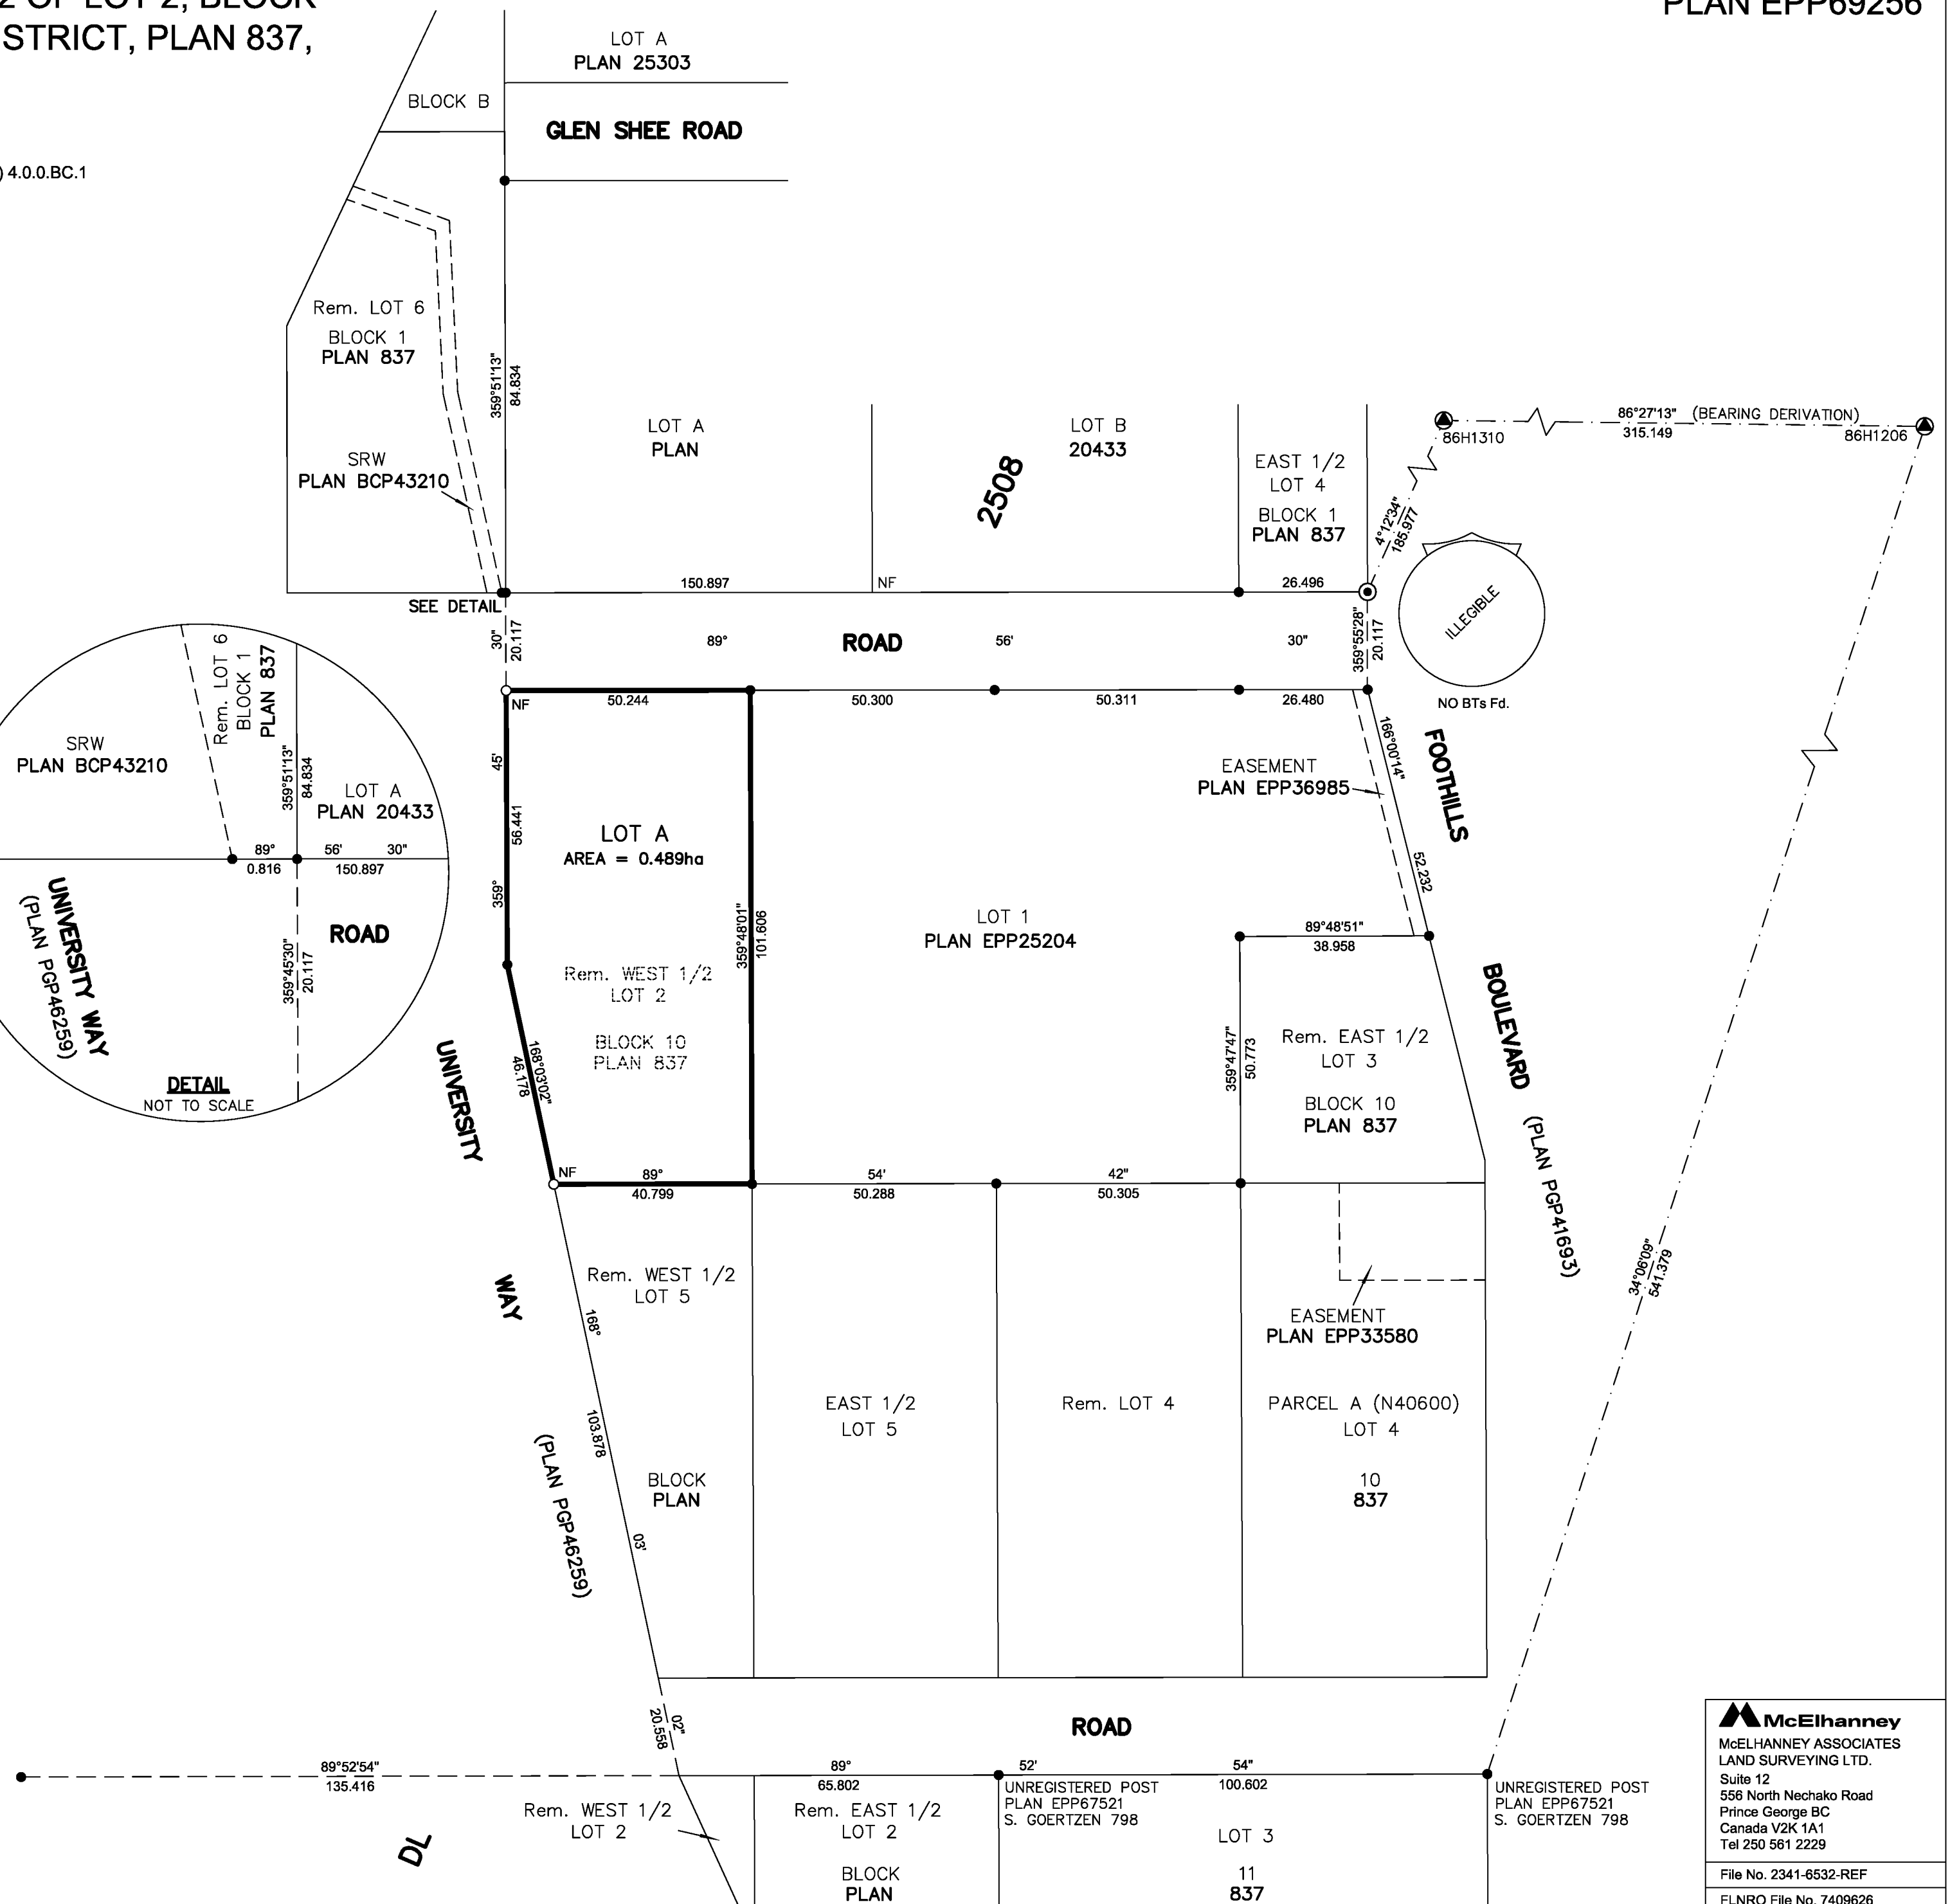 2 OF LOT 2, BLOCK
STRICT, PLAN 837,
PLAN EPP69256
) 4.0.0.BC.1
LOT A
PLAN 25303
BLOCK B
GLEN SHEE ROAD
Rem. LOT 6
BLOCK 1
PLAN 837
359°51'13"
84.834
SRW
PLAN BCP43210
LOT A
PLAN
LOT B
20433
2508
EAST 1/2
LOT 4
BLOCK 1
PLAN 837
86H1310
86°27'13" (BEARING DERIVATION)
315.149
86H1206
4°12'34"
185.977
ILLEGIBLE
NO BTs Fd.
SEE DETAIL
150.897
NF
26.496
30"
20.117
89°
ROAD
56'
30"
359°55'28"
20.117
NF
50.244
50.300
50.311
26.480
45'
56.441
359°
LOT A
AREA = 0.489ha
359°48'01"
101.606
Rem. WEST 1/2
LOT 2
BLOCK 10
PLAN 837
168°03'02"
46.178
LOT 1
PLAN EPP25204
EASEMENT
PLAN EPP36985
166°00'14"
52.232
FOOTHILLS
BOULEVARD
(PLAN PGP41693)
89°48'51"
38.958
359°47'47"
50.773
Rem. EAST 1/2
LOT 3
BLOCK 10
PLAN 837
SRW
PLAN BCP43210
Rem. LOT 6
BLOCK 1
PLAN 837
359°51'13"
84.834
LOT A
PLAN 20433
89°
56'
30"
0.816
150.897
UNIVERSITY WAY
(PLAN PGP46259)
359°45'30"
20.117
ROAD
DETAIL
NOT TO SCALE
UNIVERSITY
WAY
(PLAN PGP46259)
NF
89°
54'
42"
40.799
50.288
50.305
Rem. WEST 1/2
LOT 5
168°
103.878
03'
BLOCK
PLAN
EAST 1/2
LOT 5
Rem. LOT 4
EASEMENT
PLAN EPP33580
PARCEL A (N40600)
LOT 4
10
837
34°06'09"
541.379
02"
20.558
ROAD
89°52'54"
135.416
89°
52'
54"
65.802
100.602
UNREGISTERED POST
PLAN EPP67521
S. GOERTZEN 798
UNREGISTERED POST
PLAN EPP67521
S. GOERTZEN 798
Rem. WEST 1/2
LOT 2
Rem. EAST 1/2
LOT 2
LOT 3
DL
BLOCK
PLAN
11
837
McElhanney
McELHANNEY ASSOCIATES
LAND SURVEYING LTD.
Suite 12
556 North Nechako Road
Prince George BC
Canada V2K 1A1
Tel 250 561 2229
File No. 2341-6532-REF
FLNRO File No. 7409626